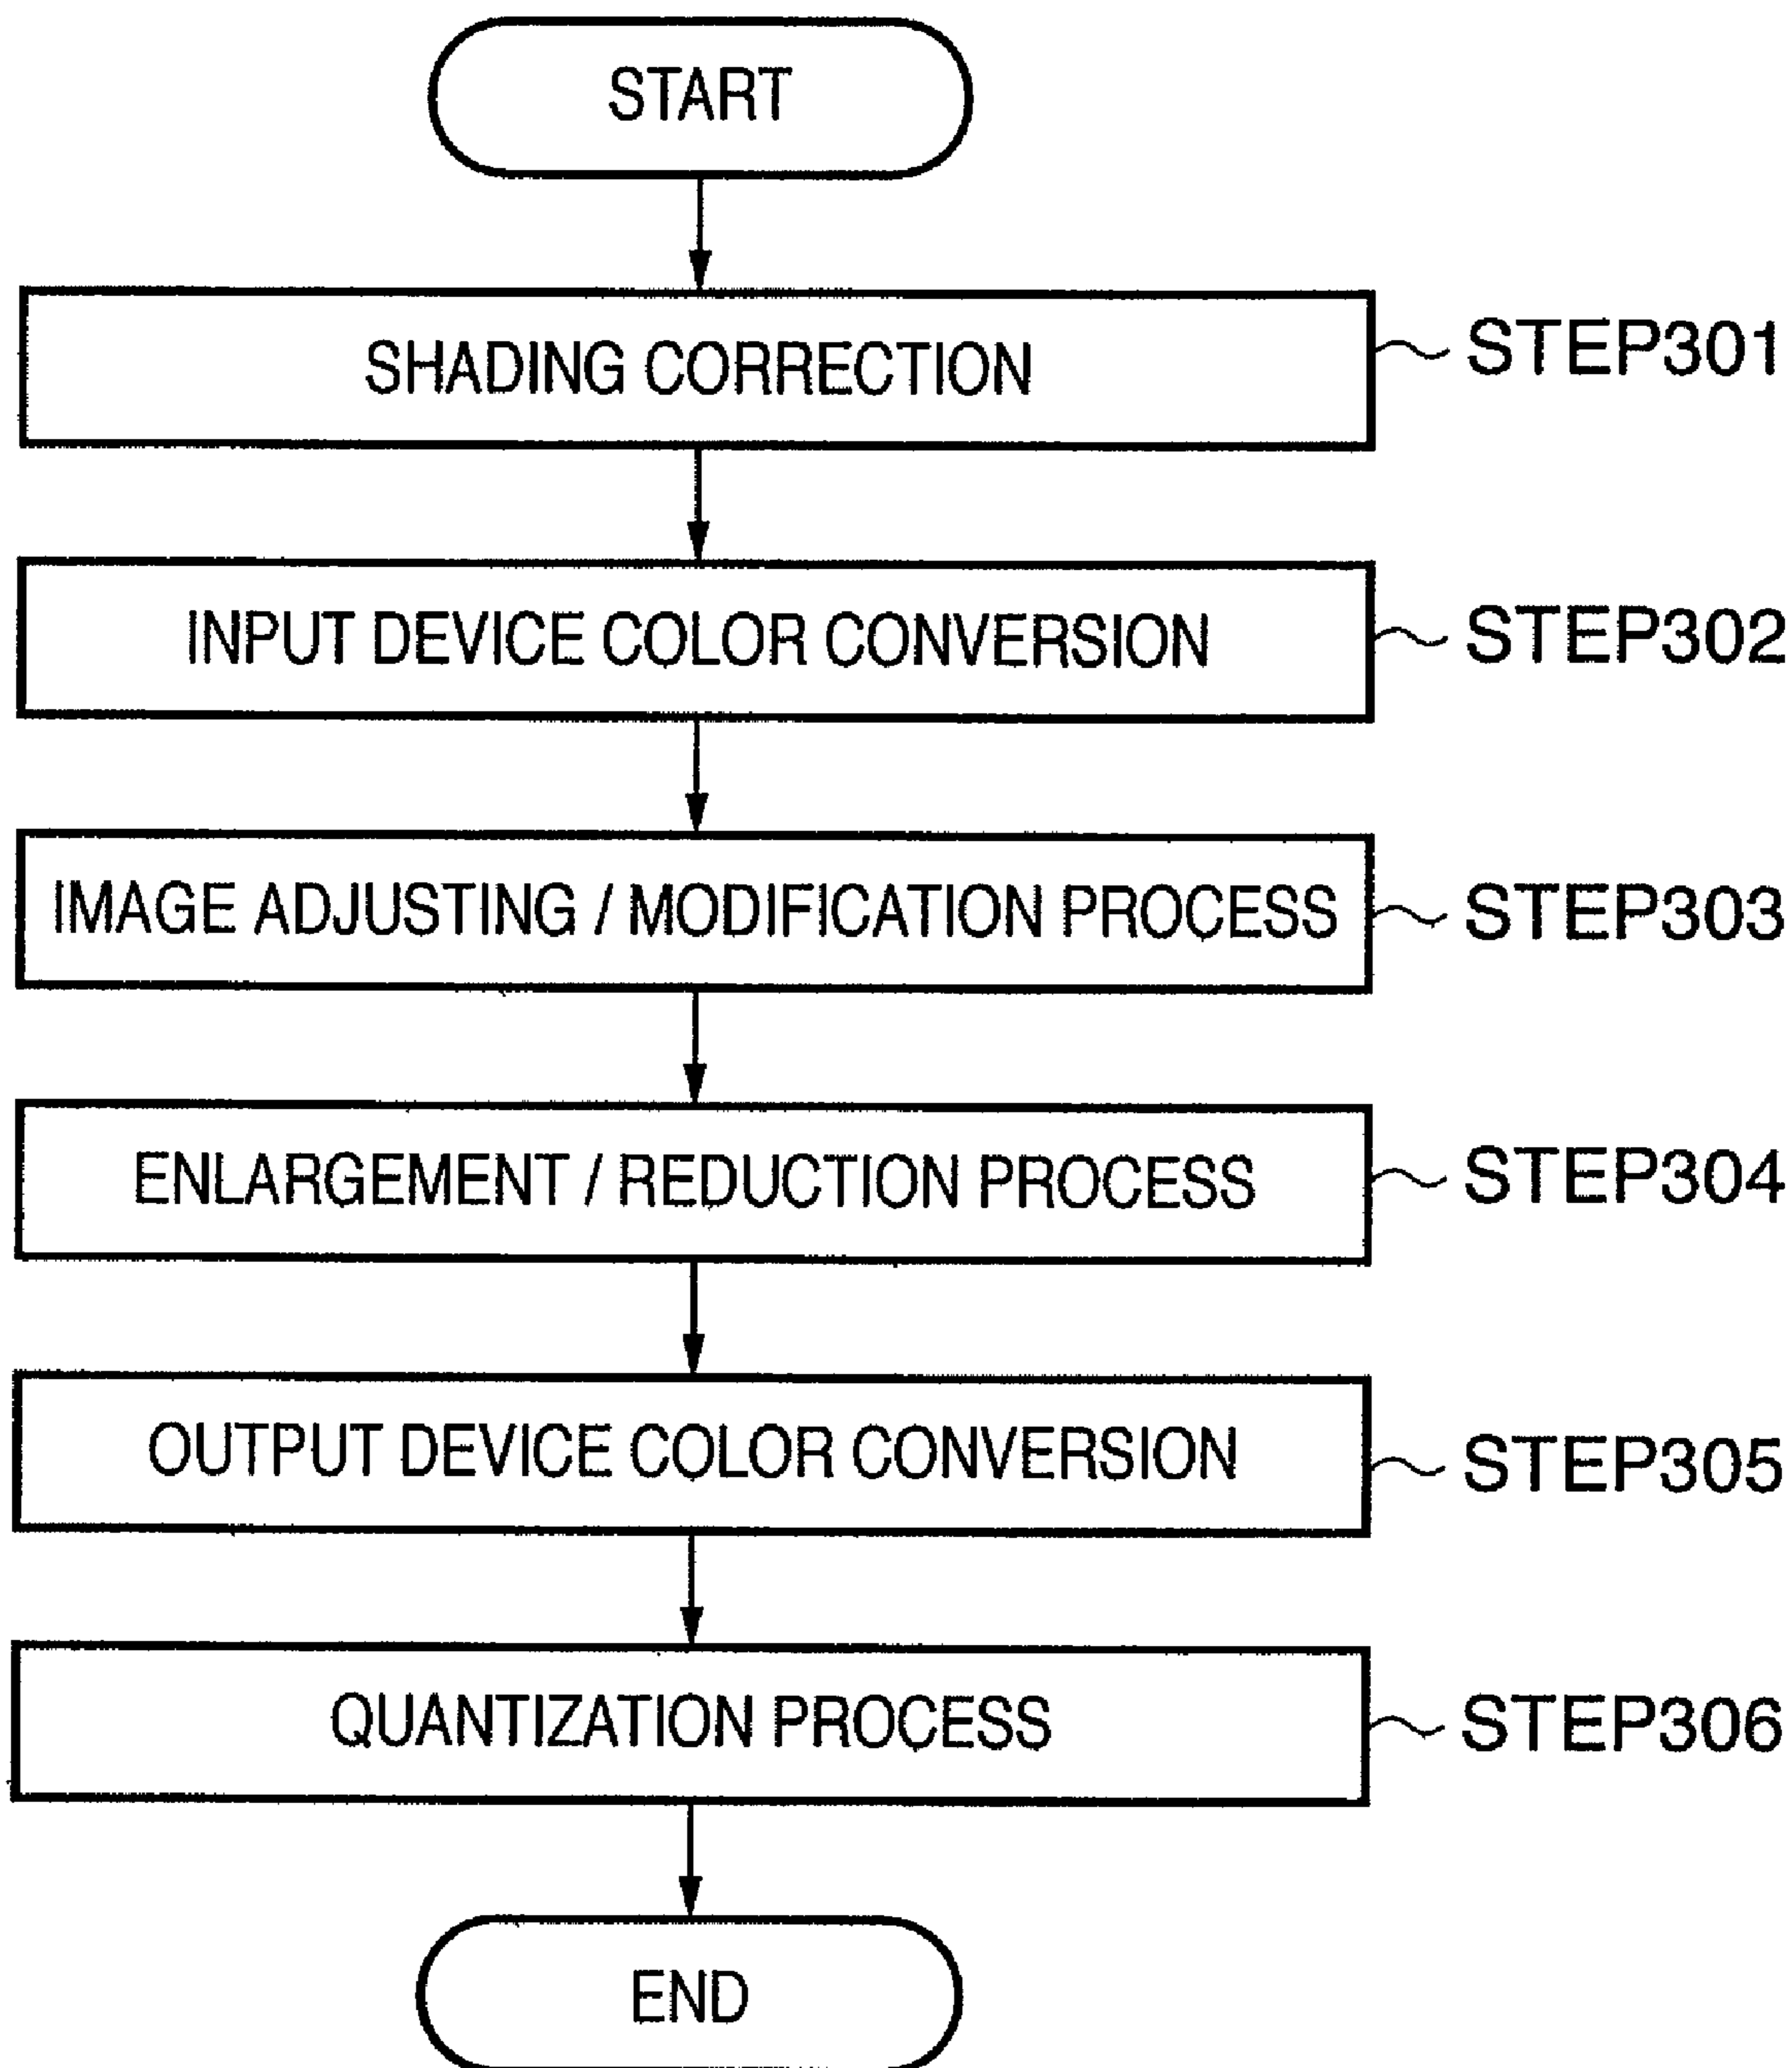 START
SHADING CORRECTION
STEP301
INPUT DEVICE COLOR CONVERSION
STEP302
IMAGE ADJUSTING / MODIFICATION PROCESS
STEP303
ENLARGEMENT / REDUCTION PROCESS
STEP304
OUTPUT DEVICE COLOR CONVERSION
STEP305
QUANTIZATION PROCESS
STEP306
END